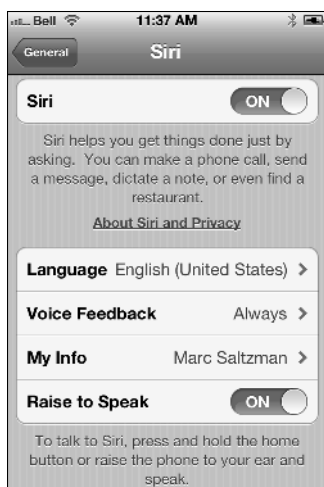 Bell 11:37 AM
General Siri
Siri ON
Siri helps you get things done just by
asking. You can make a phone call, send
a message, dictate a note, or even find a
restaurant.
About Siri and Privacy
Language English (United States)
Voice Feedback Always
My Info Marc Saltzman
Raise to Speak ON
To talk to Siri, press and hold the home
button or raise the phone to your ear and
speak.